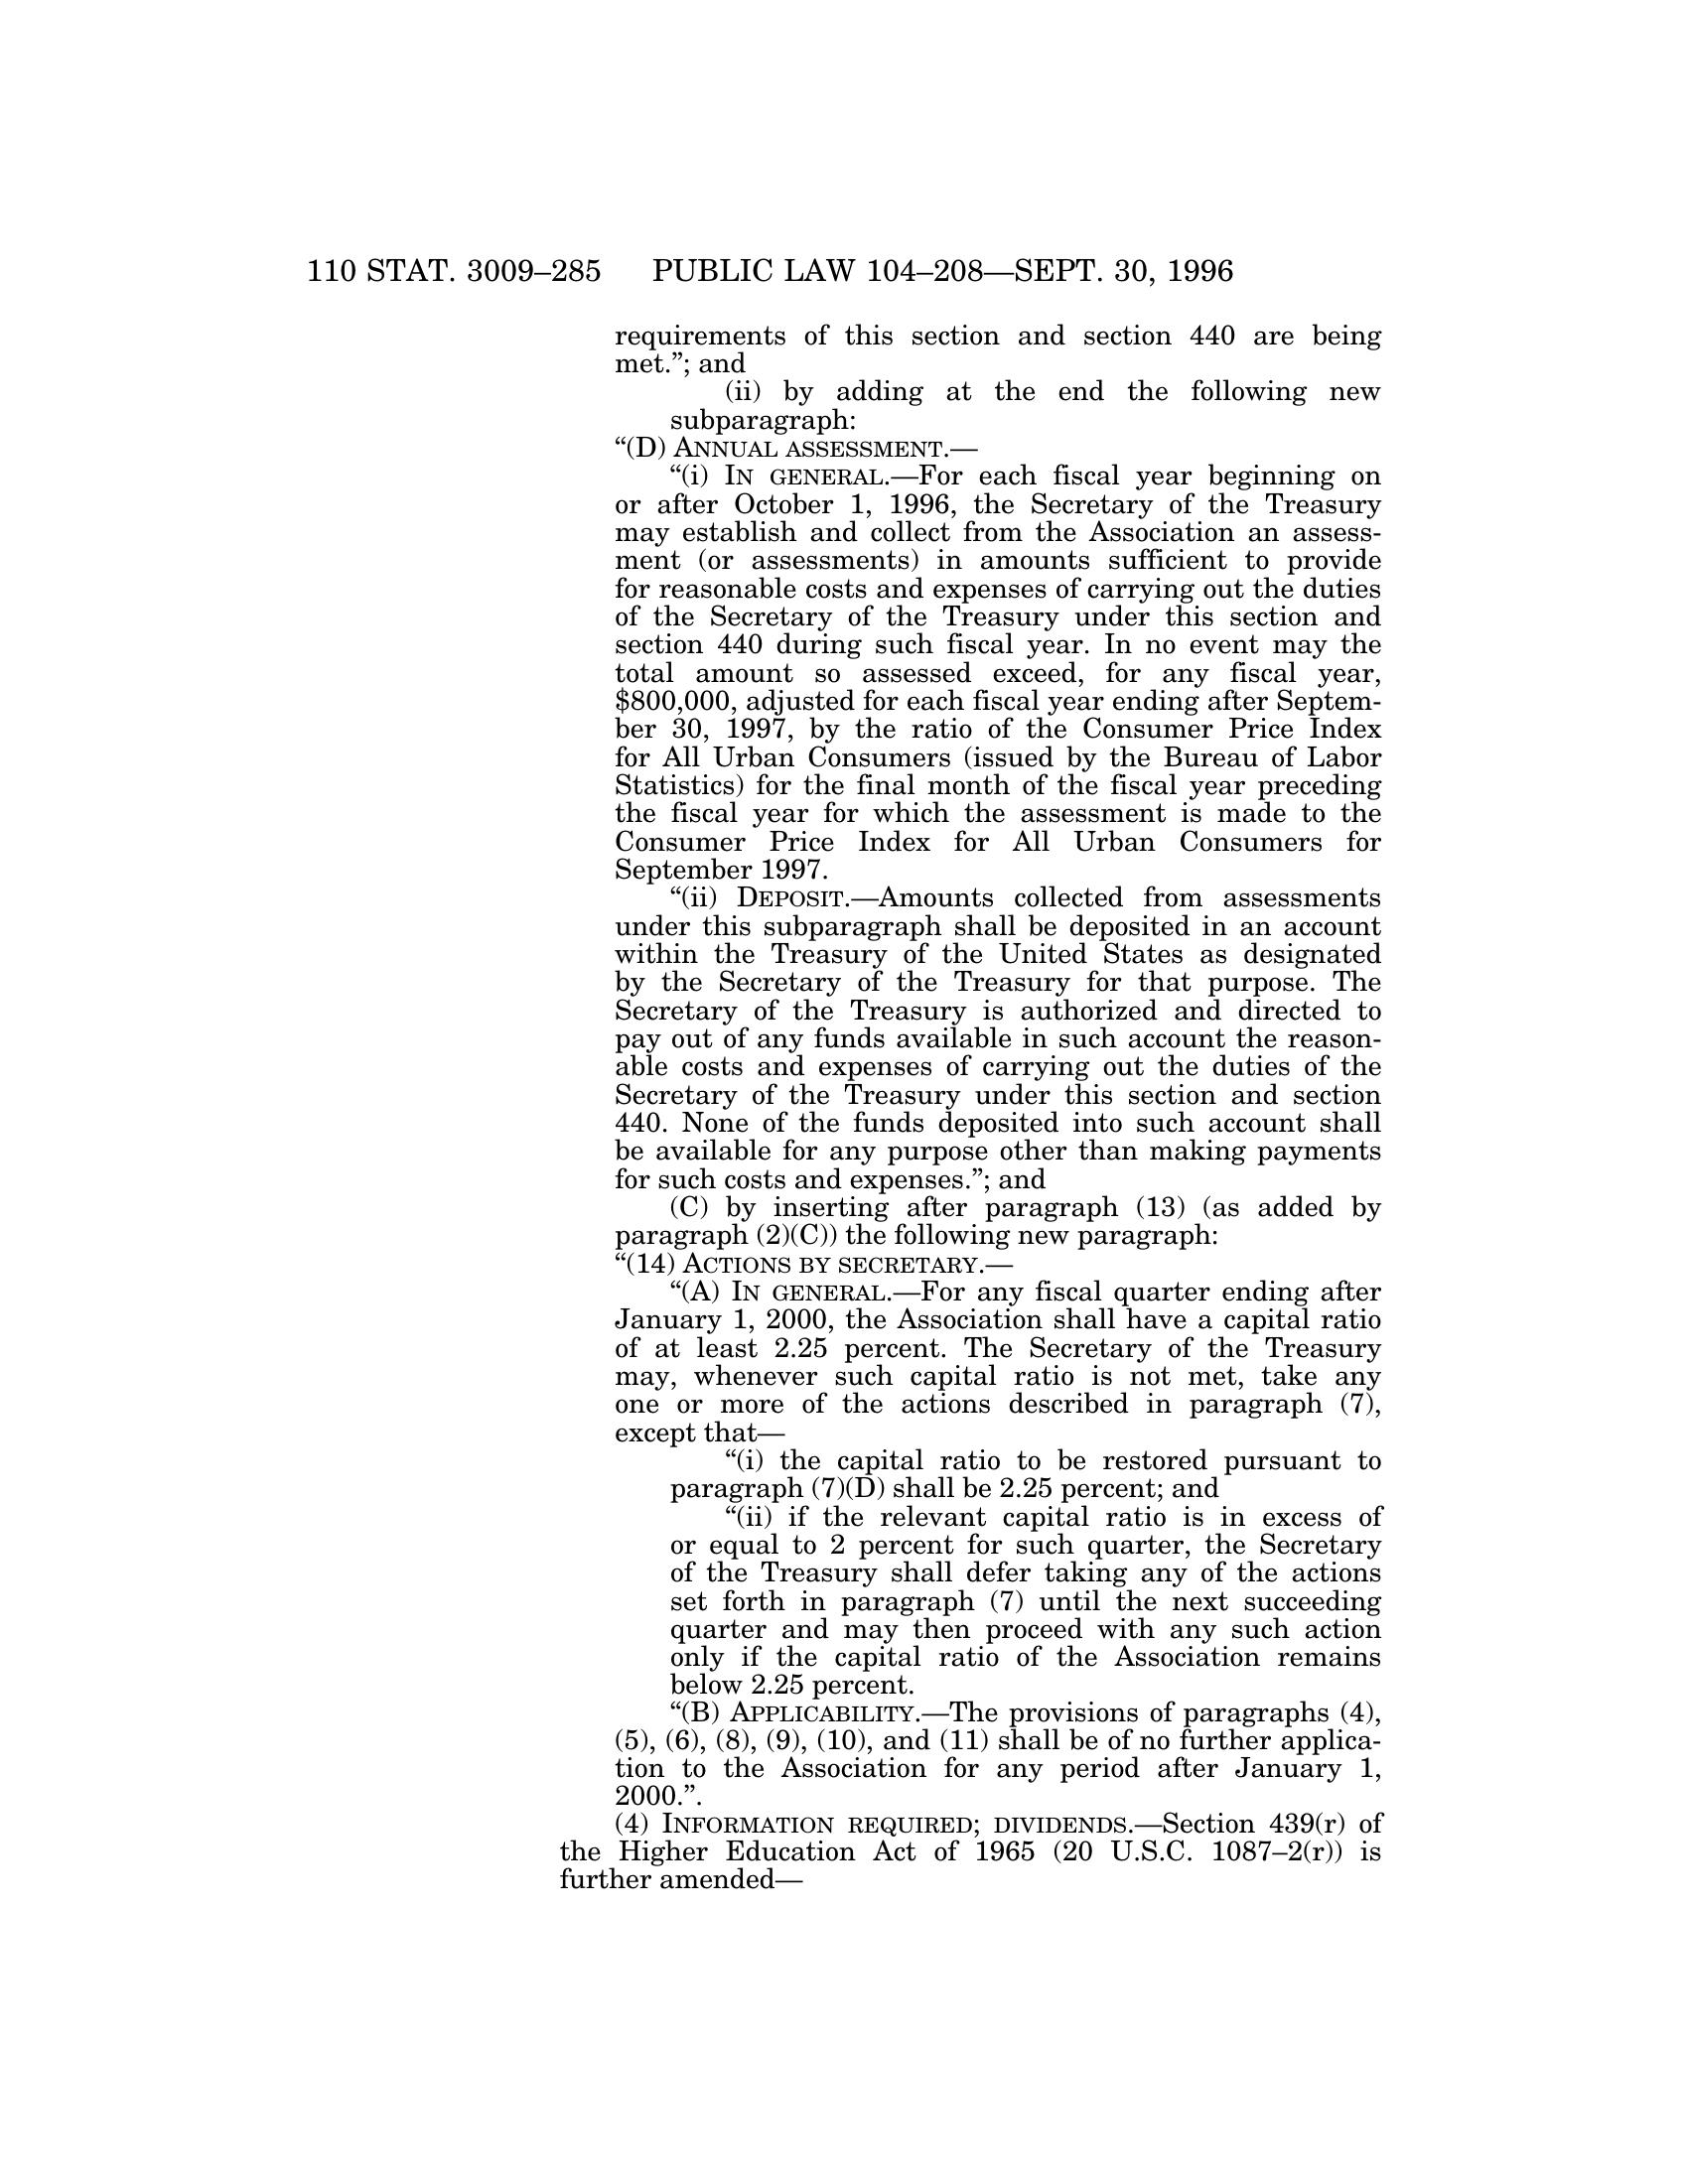 110 STAT. 3009–285 PUBLIC LAW 104–208—SEPT. 30, 1996
requirements of this section and section 440 are being
met.”; and
(ii) by adding at the end the following new
subparagraph:
“(D) ANNUAL ASSESSMENT.—
“(i) IN GENERAL.—For each fiscal year beginning on
or after October 1, 1996, the Secretary of the Treasury
may establish and collect from the Association an assess-
ment (or assessments) in amounts sufficient to provide
for reasonable costs and expenses of carrying out the duties
of the Secretary of the Treasury under this section and
section 440 during such fiscal year. In no event may the
total amount so assessed exceed, for any fiscal year,
$800,000, adjusted for each fiscal year ending after Septem-
ber 30, 1997, by the ratio of the Consumer Price Index
for All Urban Consumers (issued by the Bureau of Labor
Statistics) for the final month of the fiscal year preceding
the fiscal year for which the assessment is made to the
Consumer Price Index for All Urban Consumers for
September 1997.
“(ii) DEPOSIT.—Amounts collected from assessments
under this subparagraph shall be deposited in an account
within the Treasury of the United States as designated
by the Secretary of the Treasury for that purpose. The
Secretary of the Treasury is authorized and directed to
pay out of any funds available in such account the reason-
able costs and expenses of carrying out the duties of the
Secretary of the Treasury under this section and section
440. None of the funds deposited into such account shall
be available for any purpose other than making payments
for such costs and expenses.”; and
(C) by inserting after paragraph (13) (as added by
paragraph (2)(C)) the following new paragraph:
“(14) ACTIONS BY SECRETARY.—
“(A) IN GENERAL.—For any fiscal quarter ending after
January 1, 2000, the Association shall have a capital ratio
of at least 2.25 percent. The Secretary of the Treasury
may, whenever such capital ratio is not met, take any
one or more of the actions described in paragraph (7),
except that—
“(i) the capital ratio to be restored pursuant to
paragraph (7)(D) shall be 2.25 percent; and
“(ii) if the relevant capital ratio is in excess of
or equal to 2 percent for such quarter, the Secretary
of the Treasury shall defer taking any of the actions
set forth in paragraph (7) until the next succeeding
quarter and may then proceed with any such action
only if the capital ratio of the Association remains
below 2.25 percent.
“(B) APPLICABILITY.—The provisions of paragraphs (4),
(5), (6), (8), (9), (10), and (11) shall be of no further applica-
tion to the Association for any period after January 1,
2000.”.
(4) INFORMATION REQUIRED; DIVIDENDS.—Section 439(r) of
the Higher Education Act of 1965 (20 U.S.C. 1087–2(r)) is
further amended—